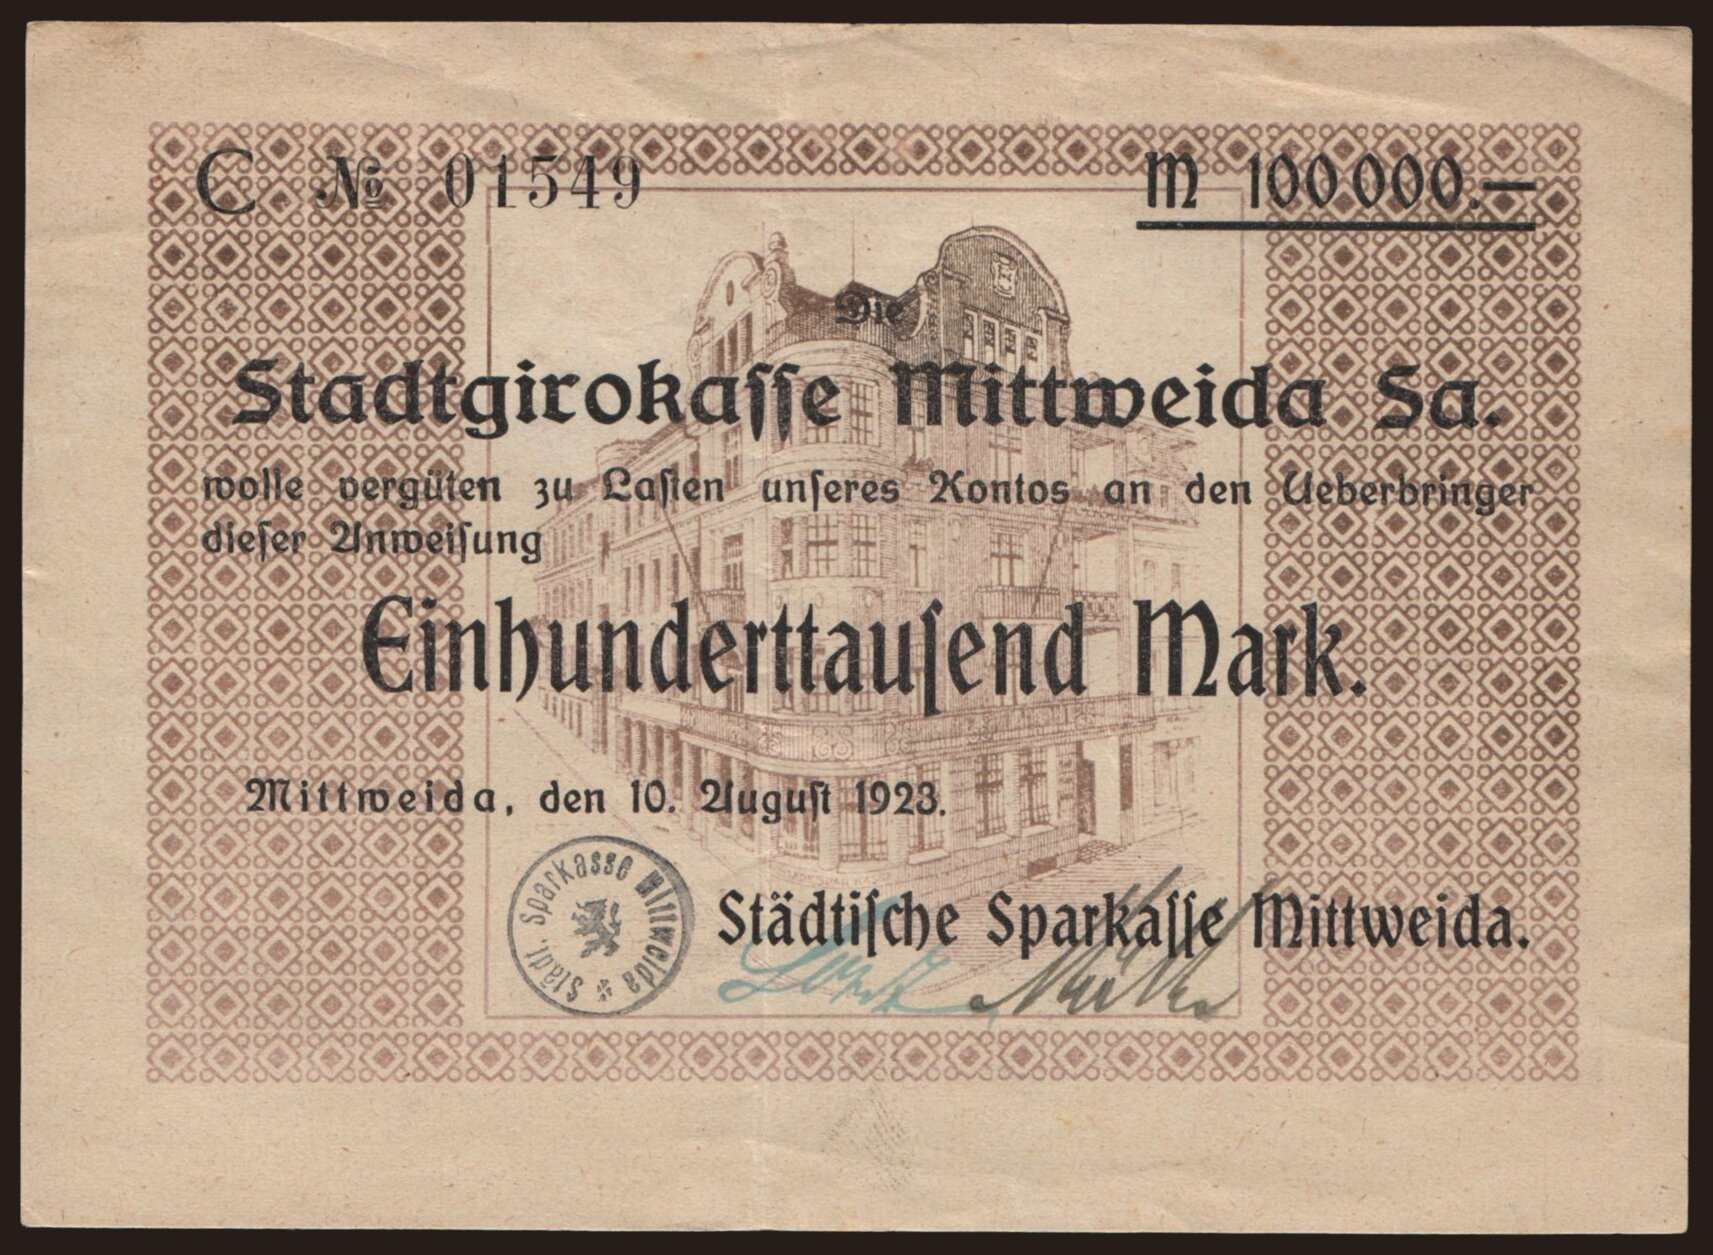 C № 01549 M 100000.—
Die
Stadtgirokasse Mittweida Sa.
wolle vergüten zu Lasten unseres Kontos an den Ueberbringer
dieser Anweisung
Einhunderttausend Mark.
Mittweida, den 10. August 1923.
Städt. Sparkasse Mittweida *
Städtische Sparkasse Mittweida.